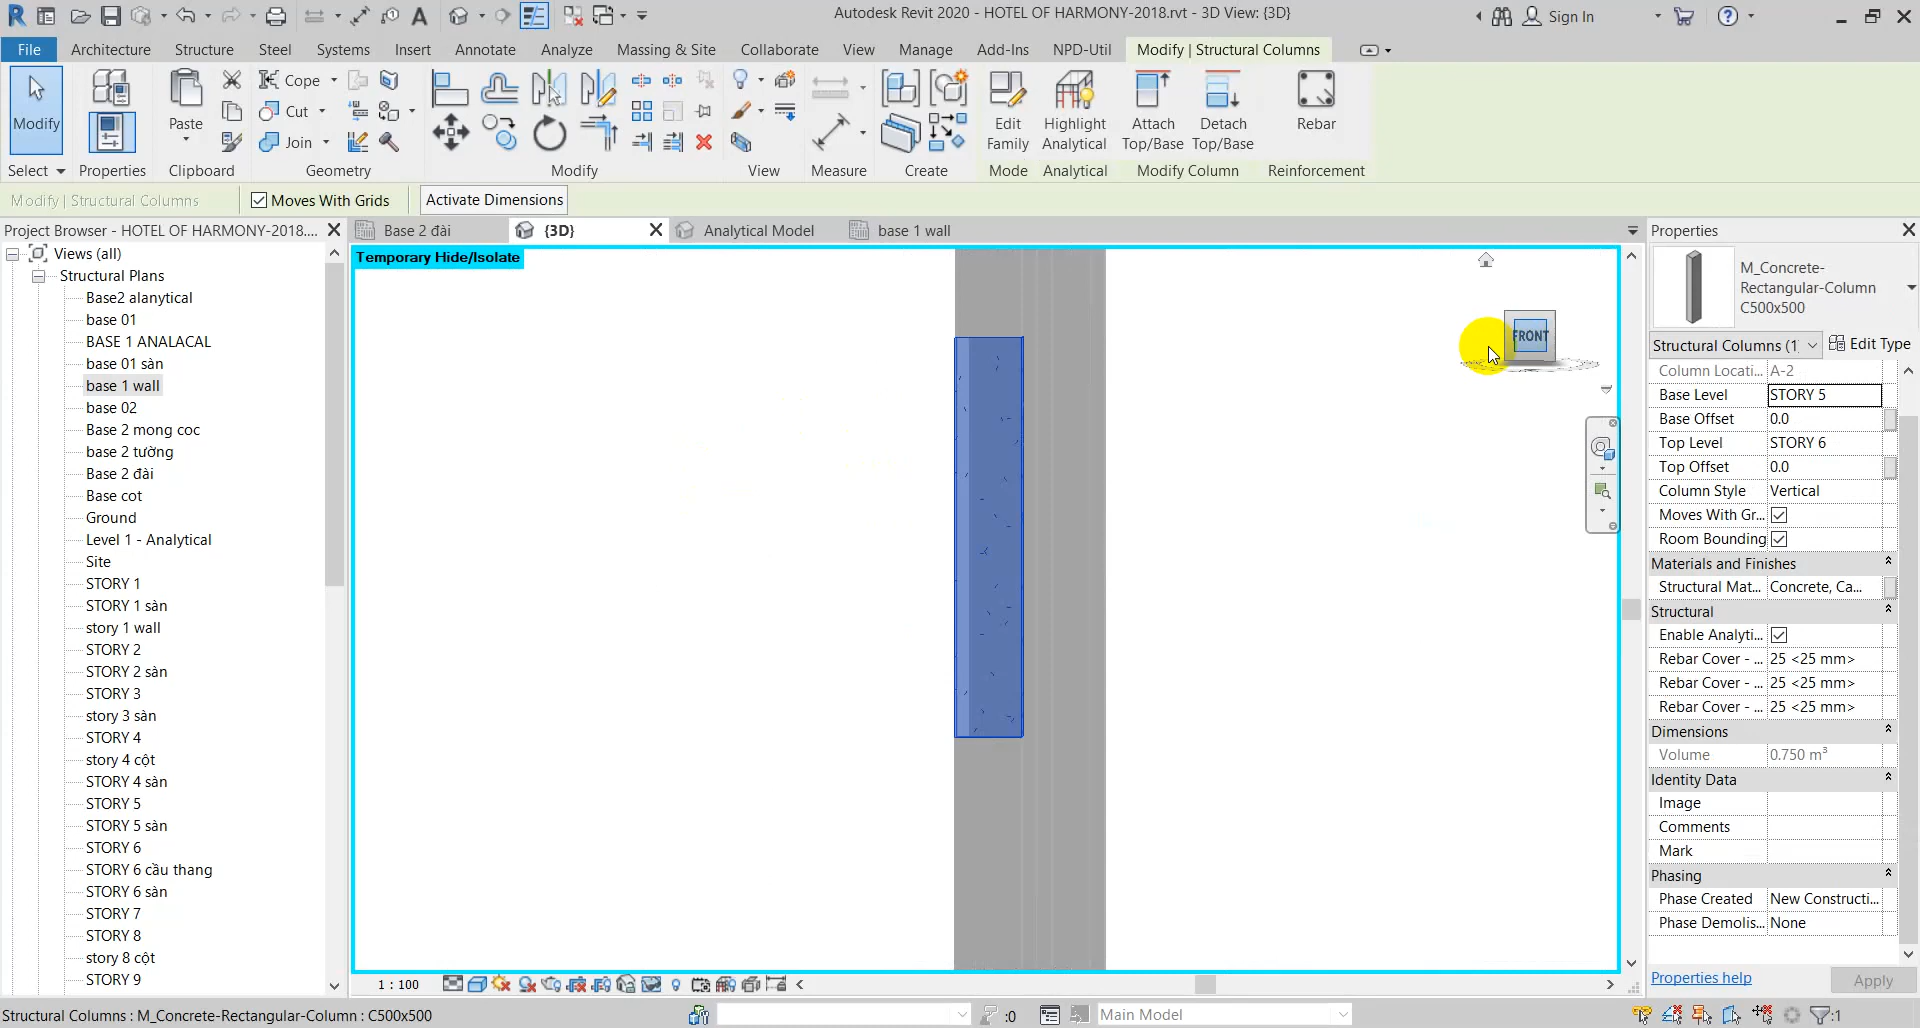 Autodesk Revit 2020 - HOTEL OF HARMONY-2018.rvt - 3D View: {3D}
Sign In
File
Architecture
Structure
Steel
Systems
Insert
Annotate
Analyze
Massing & Site
Collaborate
View
Manage
Add-Ins
NPD-Util
Modify | Structural Columns
Modify
Paste
Cope
Cut
Join
Edit
Family
Highlight
Analytical
Attach
Top/Base
Detach
Top/Base
Rebar
Select
Properties
Clipboard
Geometry
Modify
View
Measure
Create
Mode
Analytical
Modify Column
Reinforcement
Modify | Structural Columns
Moves With Grids
Activate Dimensions
Project Browser - HOTEL OF HARMONY-2018....
Views (all)
Structural Plans
Base2 alanytical
base 01
BASE 1 ANALACAL
base 01 sàn
base 1 wall
base 02
Base 2 mong coc
base 2 tường
Base 2 đài
Base cot
Ground
Level 1 - Analytical
Site
STORY 1
STORY 1 sàn
story 1 wall
STORY 2
STORY 2 sàn
STORY 3
story 3 sàn
STORY 4
story 4 cột
STORY 4 sàn
STORY 5
STORY 5 sàn
STORY 6
STORY 6 cầu thang
STORY 6 sàn
STORY 7
STORY 8
story 8 cột
STORY 9
Base 2 đài
{3D}
Analytical Model
base 1 wall
Temporary Hide/Isolate
FRONT
1 : 100
Properties
M_Concrete-
Rectangular-Column
C500x500
Structural Columns (1
Edit Type
Column Locati... A-2
Base Level STORY 5
Base Offset 0.0
Top Level STORY 6
Top Offset 0.0
Column Style Vertical
Moves With Gr...
Room Bounding
Materials and Finishes
Structural Mat... Concrete, Ca...
Structural
Enable Analyti...
Rebar Cover - ... 25 <25 mm>
Rebar Cover - ... 25 <25 mm>
Rebar Cover - ... 25 <25 mm>
Dimensions
Volume 0.750 m³
Identity Data
Image
Comments
Mark
Phasing
Phase Created New Constructi...
Phase Demolis... None
Properties help
Apply
Structural Columns : M_Concrete-Rectangular-Column : C500x500
:0
Main Model
:1